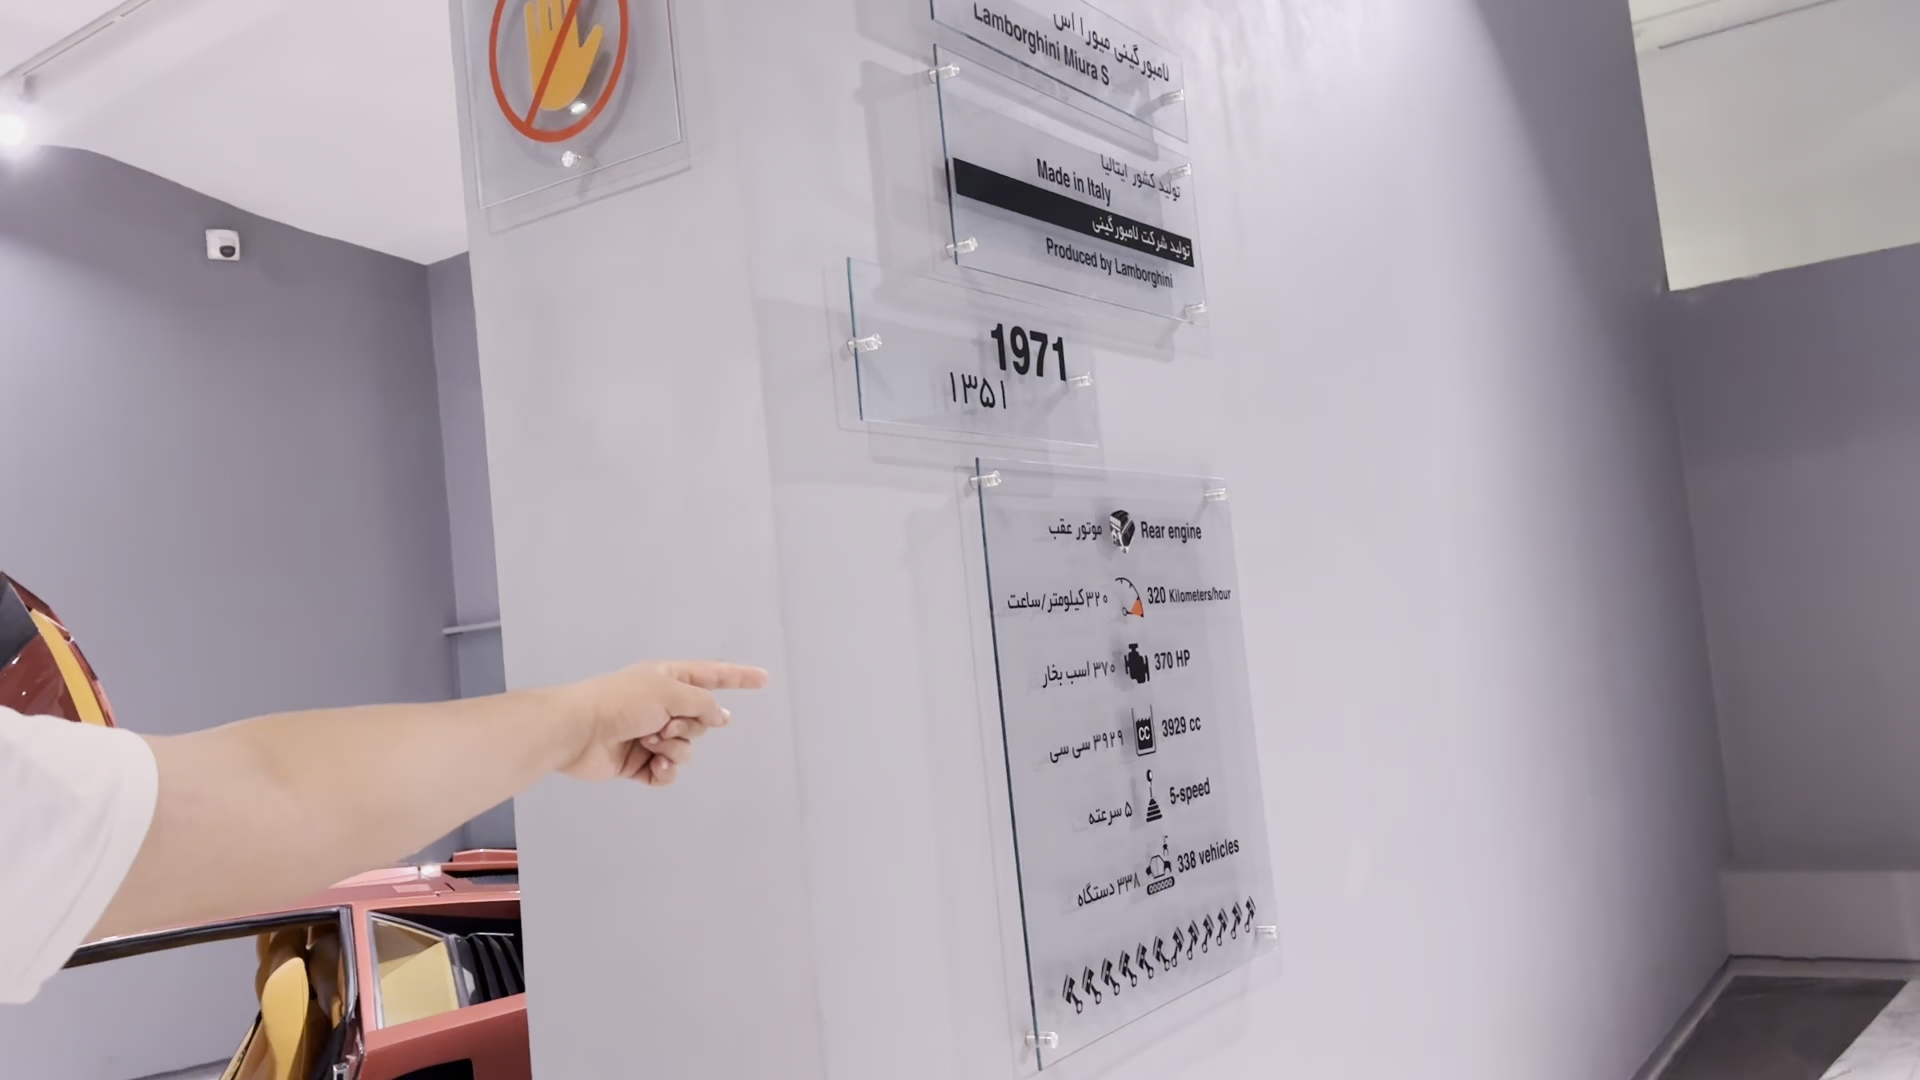 لامبورگینی میورا اس
Lamborghini Miura S
تولید کشور ایتالیا
Made in Italy
تولید شرکت لامبورگینی
Produced by Lamborghini
1971
۱۳۵۱
موتور عقب Rear engine
۳۲۰ کیلومتر/ساعت 320 Kilometers/hour
۳۷۰ اسب بخار 370 HP
۳۹۲۹ سی سی CC 3929 cc
۵ سرعته 5-speed
۳۳۸ دستگاه 338 vehicles